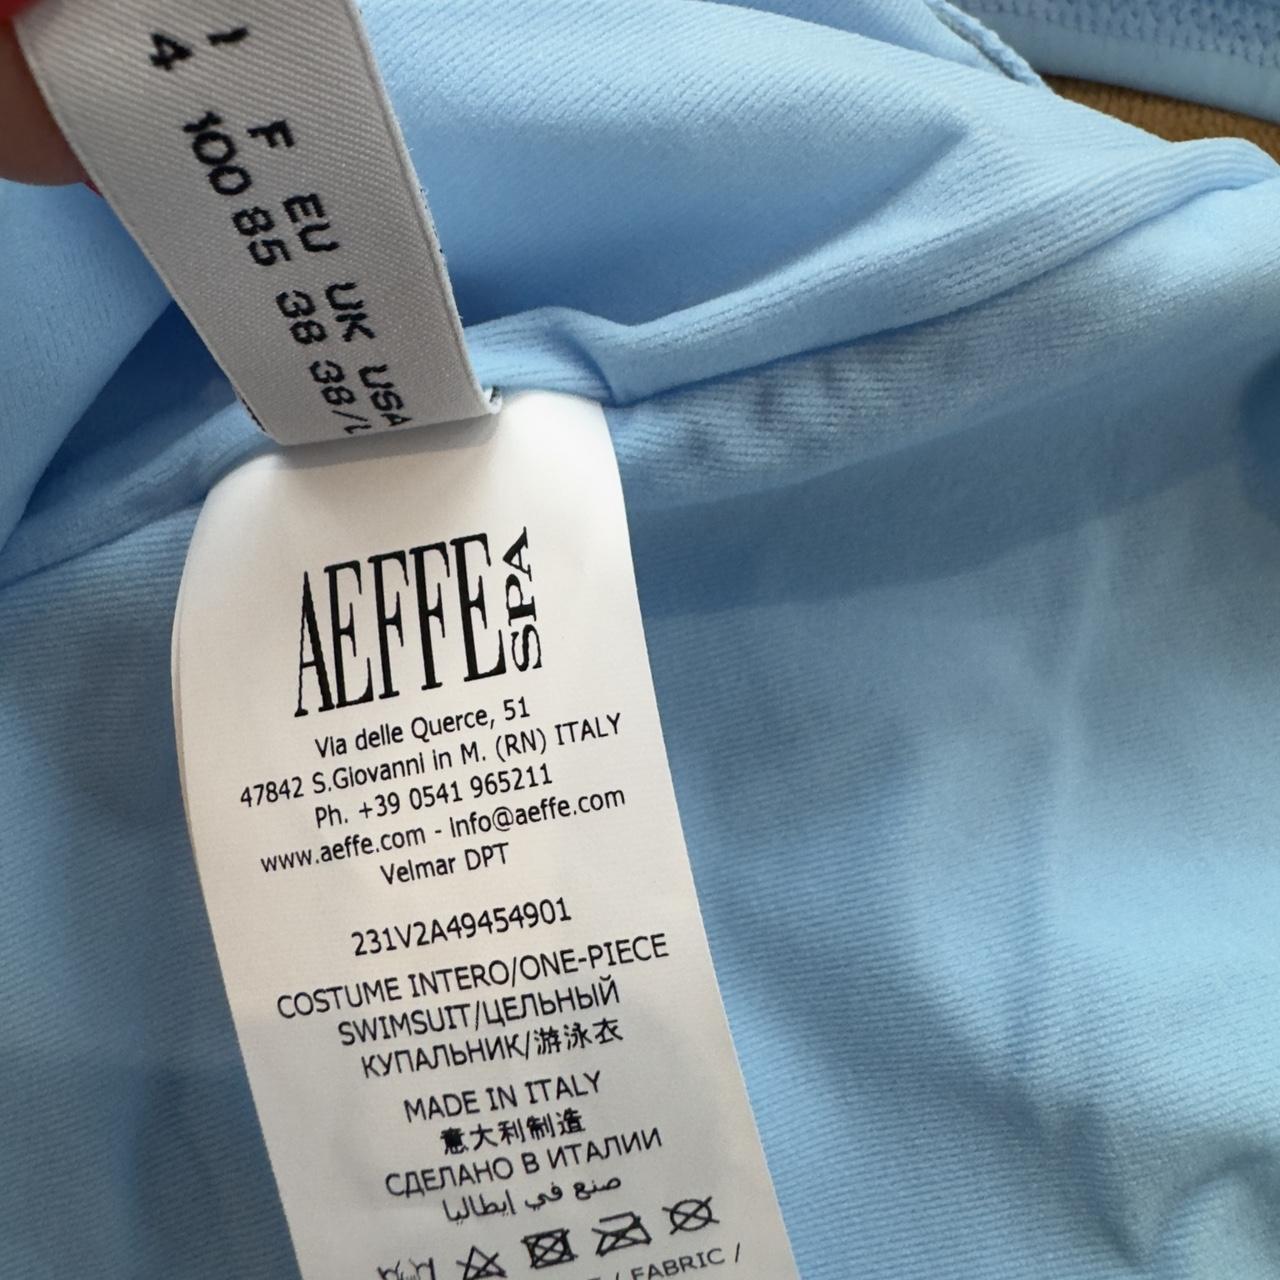 I F EU UK USA
4 100 85 38 38/
AEFFE SPA
Via delle Querce, 51
47842 S.Giovanni in M. (RN) ITALY
Ph. +39 0541 965211
www.aeffe.com - Info@aeffe.com
Velmar DPT
231V2A49454901
COSTUME INTERO/ONE-PIECE
SWIMSUIT/ЦЕЛЬНЫЙ
КУПАЛЬНИК/游泳衣
MADE IN ITALY
意大利制造
СДЕЛАНО В ИТАЛИИ
صنع في إيطاليا
/ FABRIC /